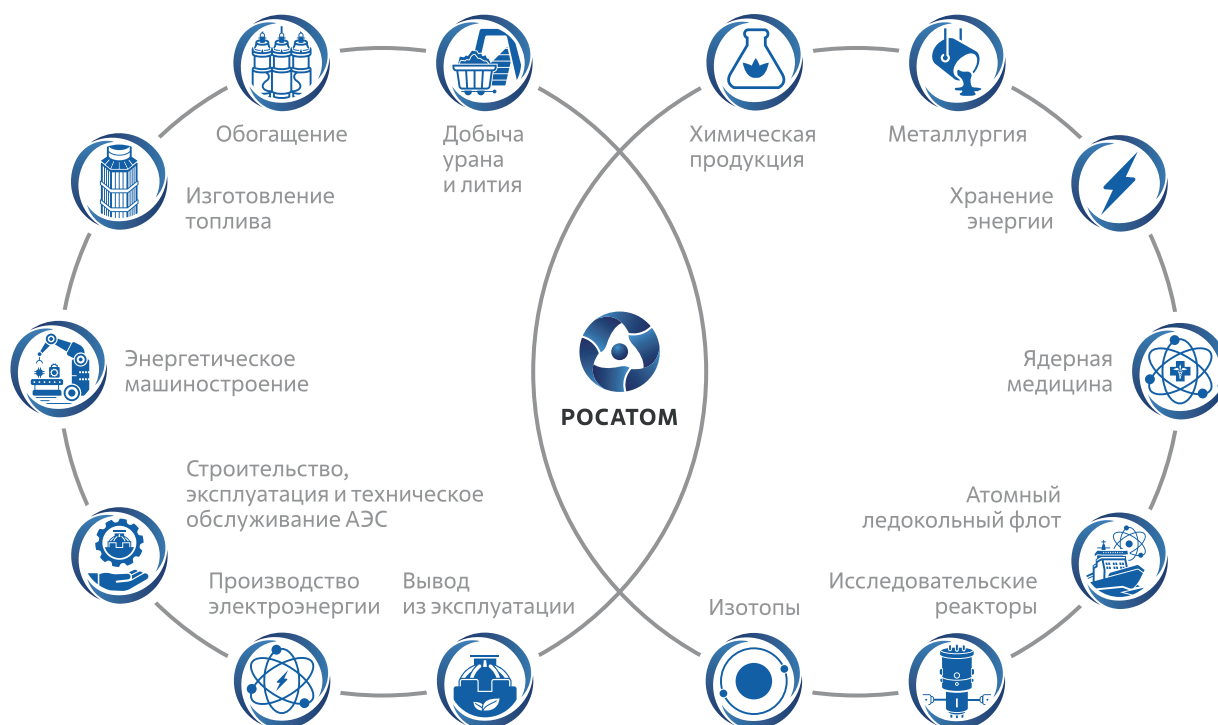 Обогащение
Добыча
урана
и лития
Химическая
продукция
Металлургия
Изготовление
топлива
Хранение
энергии
Энергетическое
машиностроение
РОСАТОМ
Ядерная
медицина
Строительство,
эксплуатация и техническое
обслуживание АЭС
Атомный
ледокольный флот
Производство
электроэнергии
Вывод
из эксплуатации
Изотопы
Исследовательские
реакторы